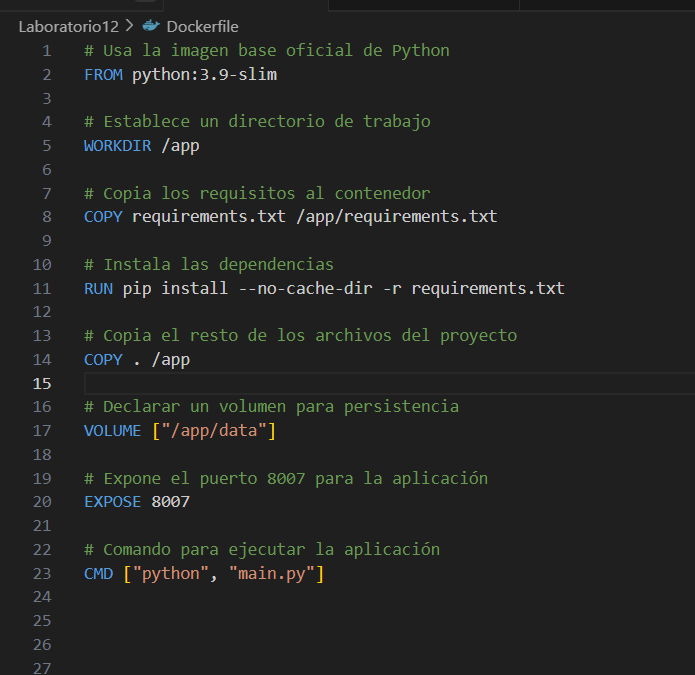 Laboratorio12 > Dockerfile
1 # Usa la imagen base oficial de Python
2 FROM python:3.9-slim
3
4 # Establece un directorio de trabajo
5 WORKDIR /app
6
7 # Copia los requisitos al contenedor
8 COPY requirements.txt /app/requirements.txt
9
10 # Instala las dependencias
11 RUN pip install --no-cache-dir -r requirements.txt
12
13 # Copia el resto de los archivos del proyecto
14 COPY . /app
15
16 # Declarar un volumen para persistencia
17 VOLUME ["/app/data"]
18
19 # Expone el puerto 8007 para la aplicación
20 EXPOSE 8007
21
22 # Comando para ejecutar la aplicación
23 CMD ["python", "main.py"]
24
25
26
27